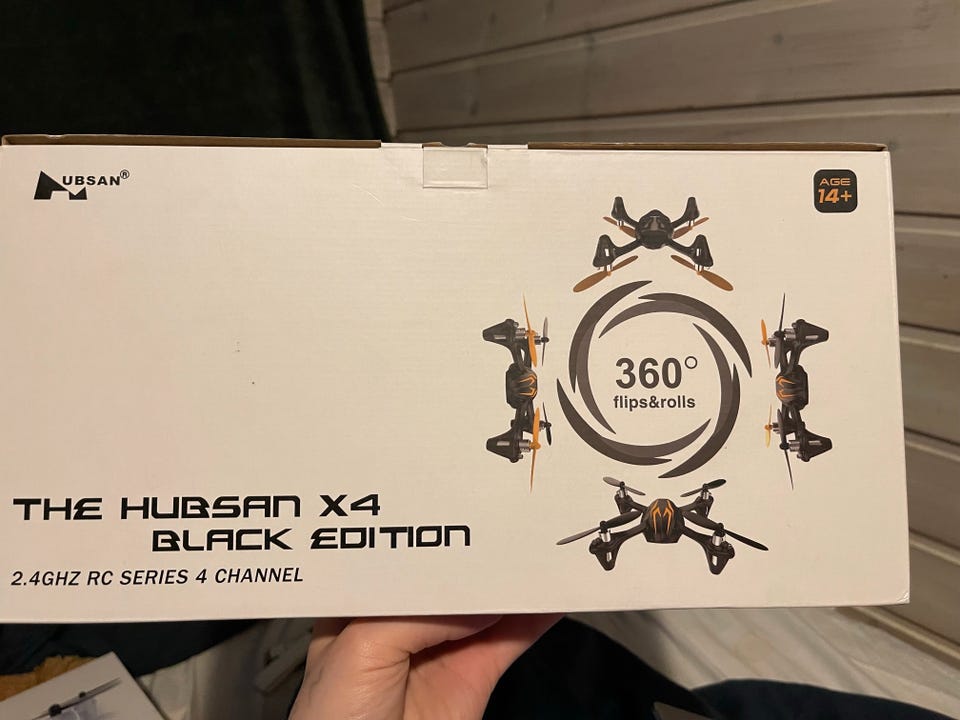 HUBSAN®
AGE
14+
360°
flips&rolls
THE HUBSAN X4
BLACK EDITION
2.4GHZ RC SERIES 4 CHANNEL